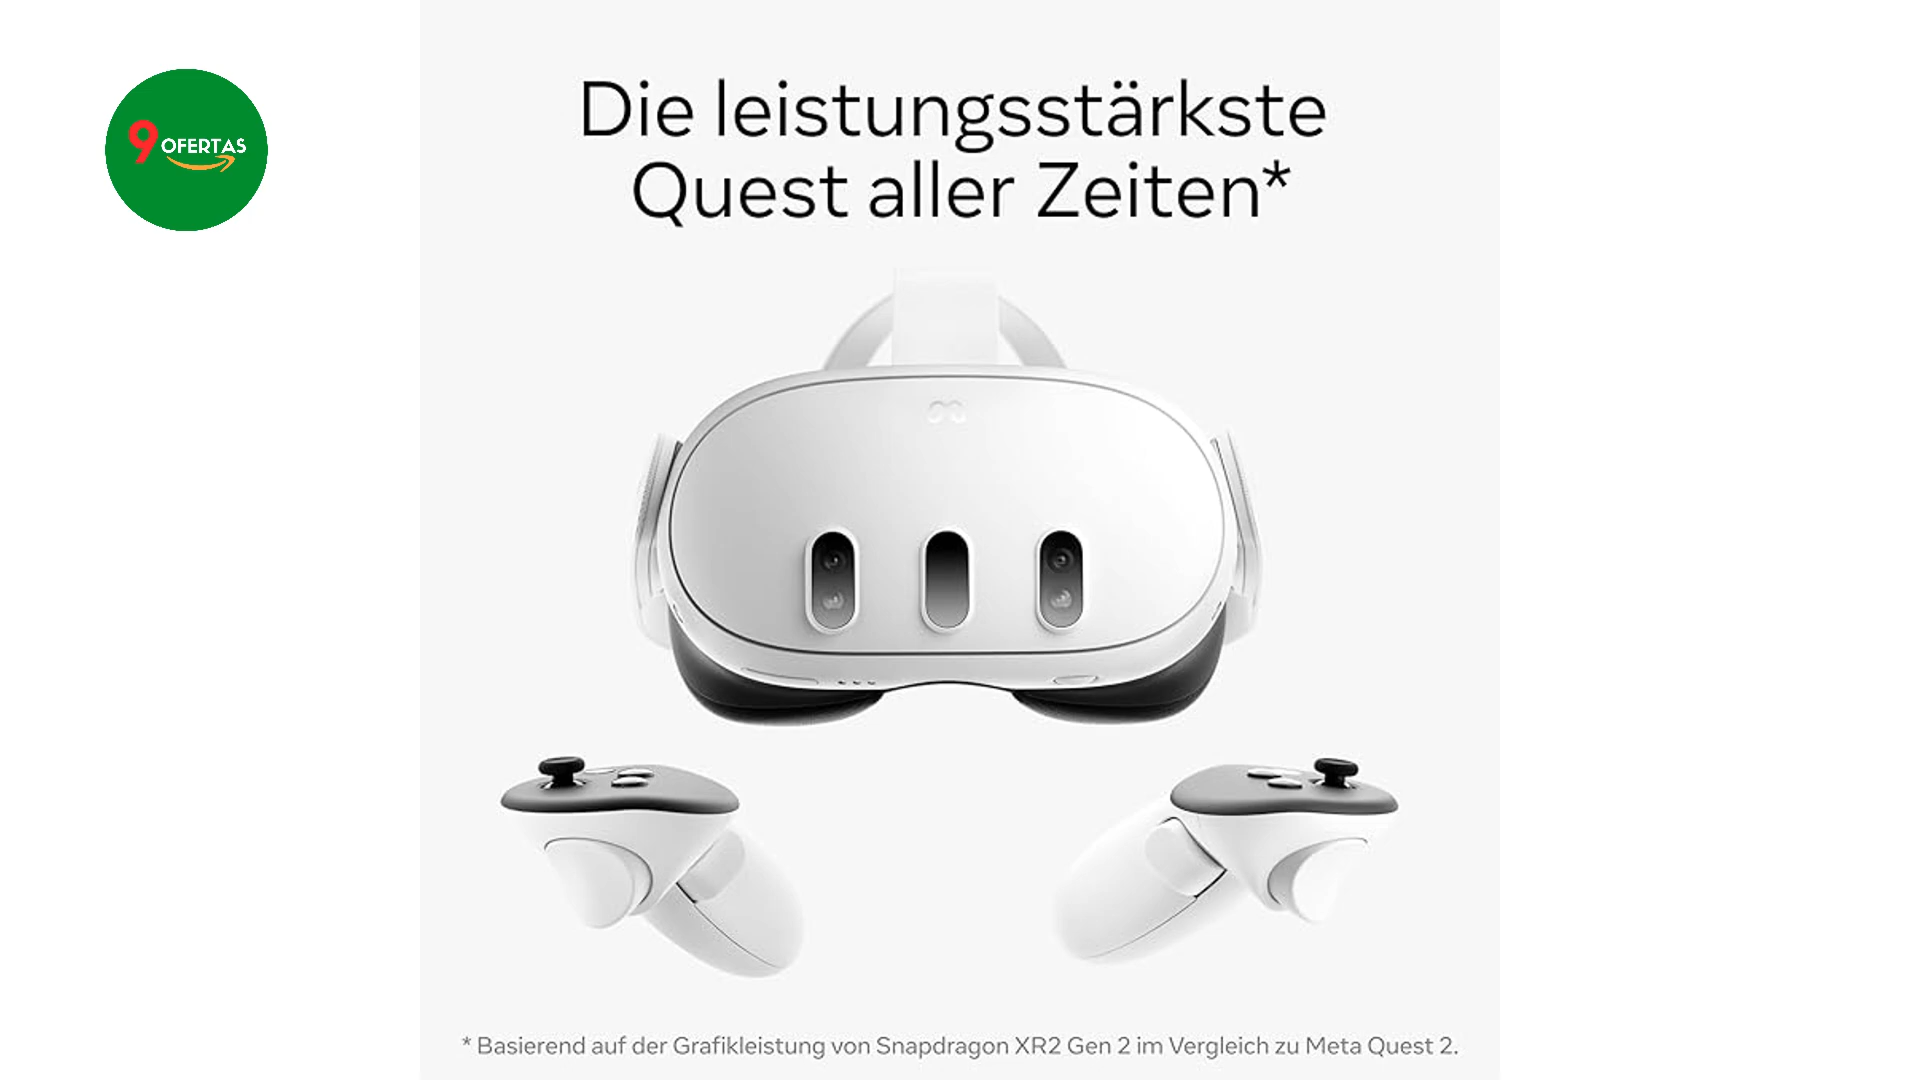 9 OFERTAS
Die leistungsstärkste
Quest aller Zeiten*
* Basierend auf der Grafikleistung von Snapdragon XR2 Gen 2 im Vergleich zu Meta Quest 2.